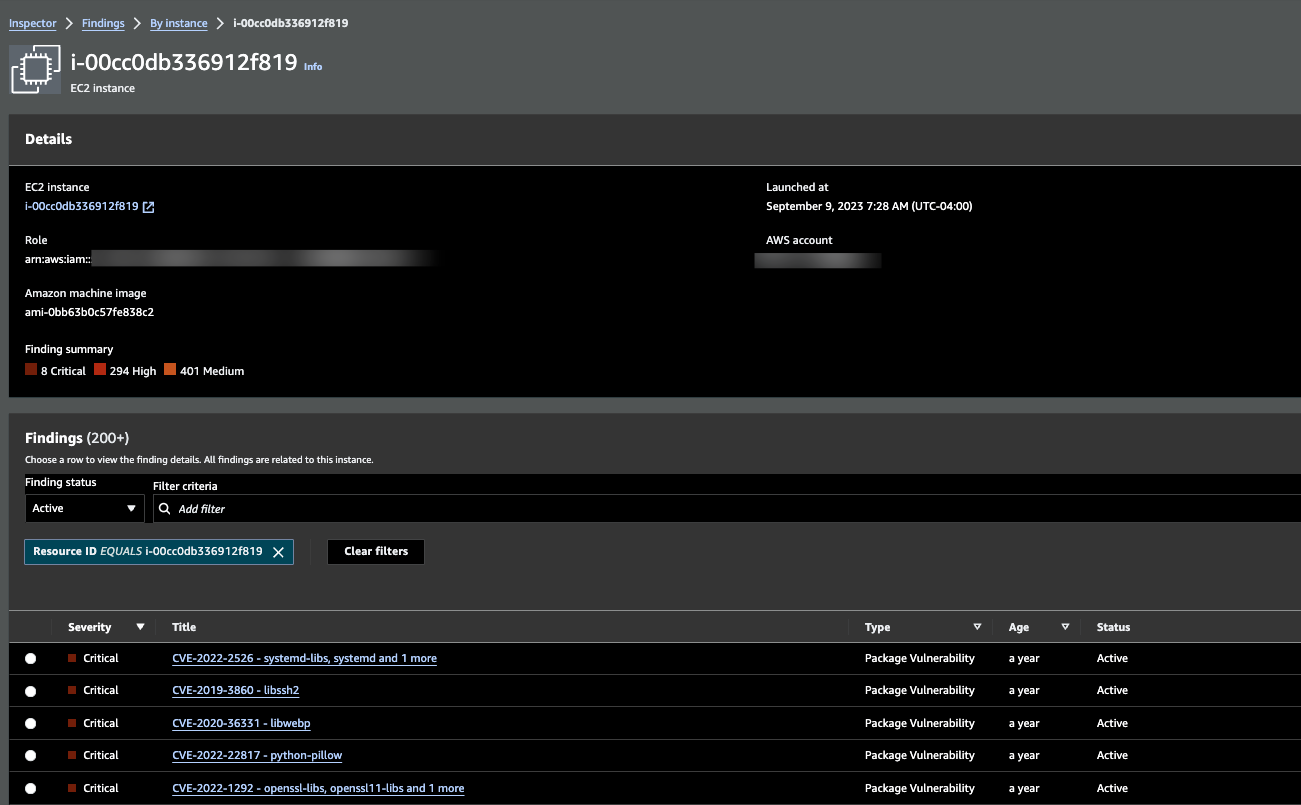 Inspector > Findings > By instance > i-00cc0db336912f819
i-00cc0db336912f819 Info
EC2 instance
Details
EC2 instance
i-00cc0db336912f819
Launched at
September 9, 2023 7:28 AM (UTC-04:00)
Role
arn:aws:iam::
AWS account
Amazon machine image
ami-0bb63b0c57fe838c2
Finding summary
8 Critical 294 High 401 Medium
Findings (200+)
Choose a row to view the finding details. All findings are related to this instance.
Finding status
Filter criteria
Active
Add filter
Resource ID EQUALS i-00cc0db336912f819
Clear filters
Severity Title Type Age Status
Critical CVE-2022-2526 - systemd-libs, systemd and 1 more Package Vulnerability a year Active
Critical CVE-2019-3860 - libssh2 Package Vulnerability a year Active
Critical CVE-2020-36331 - libwebp Package Vulnerability a year Active
Critical CVE-2022-22817 - python-pillow Package Vulnerability a year Active
Critical CVE-2022-1292 - openssl-libs, openssl11-libs and 1 more Package Vulnerability a year Active